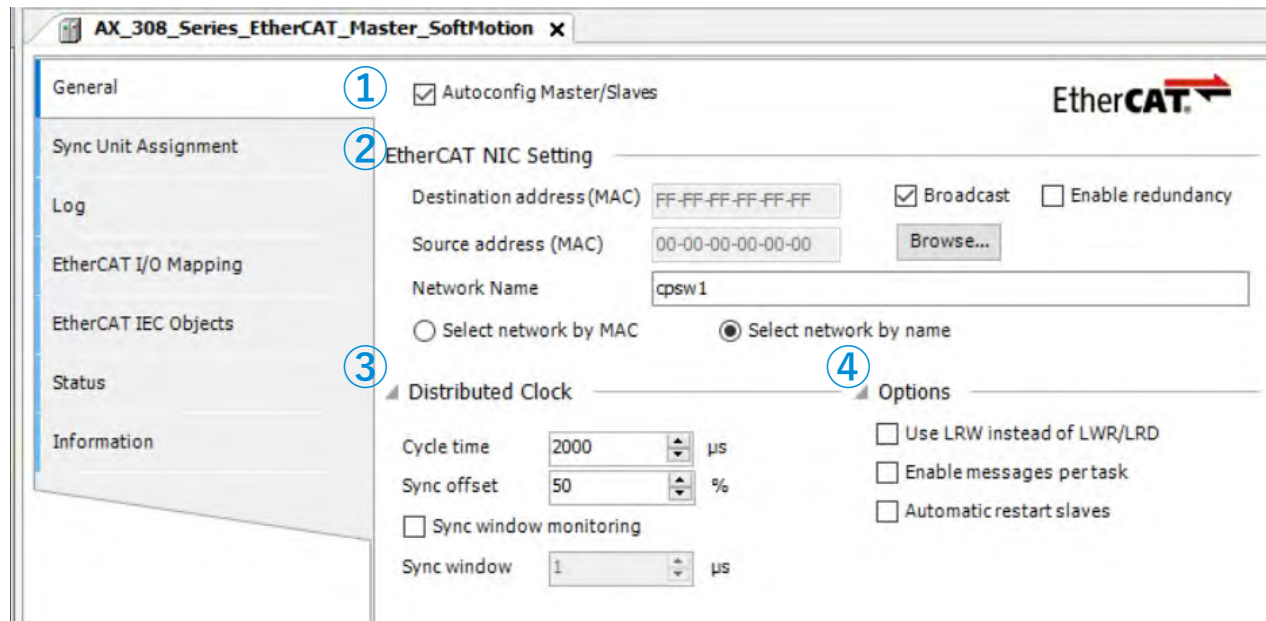 AX_308_Series_EtherCAT_Master_SoftMotion x
General
Sync Unit Assignment
Log
EtherCAT I/O Mapping
EtherCAT IEC Objects
Status
Information
① Autoconfig Master/Slaves
EtherCAT.
② EtherCAT NIC Setting
Destination address (MAC) FF-FF-FF-FF-FF-FF Broadcast Enable redundancy
Source address (MAC) 00-00-00-00-00-00 Browse...
Network Name cpsw1
Select network by MAC Select network by name
③ Distributed Clock
Cycle time 2000 µs
Sync offset 50 %
Sync window monitoring
Sync window 1 µs
④ Options
Use LRW instead of LWR/LRD
Enable messages per task
Automatic restart slaves